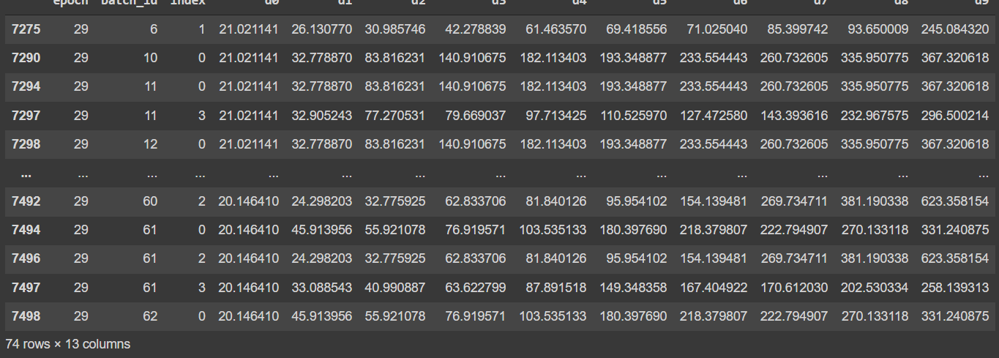 epoch batch_id index d0 d1 d2 d3 d4 d5 d6 d7 d8 d9
7275 29 6 1 21.021141 26.130770 30.985746 42.278839 61.463570 69.418556 71.025040 85.399742 93.650009 245.084320
7290 29 10 0 21.021141 32.778870 83.816231 140.910675 182.113403 193.348877 233.554443 260.732605 335.950775 367.320618
7294 29 11 0 21.021141 32.778870 83.816231 140.910675 182.113403 193.348877 233.554443 260.732605 335.950775 367.320618
7297 29 11 3 21.021141 32.905243 77.270531 79.669037 97.713425 110.525970 127.472580 143.393616 232.967575 296.500214
7298 29 12 0 21.021141 32.778870 83.816231 140.910675 182.113403 193.348877 233.554443 260.732605 335.950775 367.320618
... ... ... ... ... ... ... ... ... ... ... ... ... ...
7492 29 60 2 20.146410 24.298203 32.775925 62.833706 81.840126 95.954102 154.139481 269.734711 381.190338 623.358154
7494 29 61 0 20.146410 45.913956 55.921078 76.919571 103.535133 180.397690 218.379807 222.794907 270.133118 331.240875
7496 29 61 2 20.146410 24.298203 32.775925 62.833706 81.840126 95.954102 154.139481 269.734711 381.190338 623.358154
7497 29 61 3 20.146410 33.088543 40.990887 63.622799 87.891518 149.348358 167.404922 170.612030 202.530334 258.139313
7498 29 62 0 20.146410 45.913956 55.921078 76.919571 103.535133 180.397690 218.379807 222.794907 270.133118 331.240875
74 rows × 13 columns